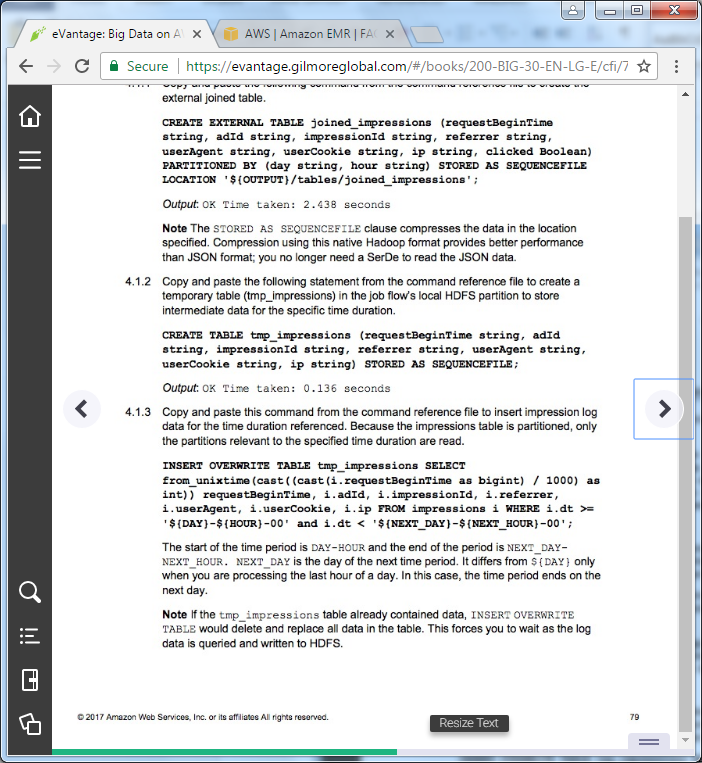 eVantage: Big Data on A
AWS | Amazon EMR | FAC
Secure
https://evantage.gilmoreglobal.com/#/books/200-BIG-30-EN-LG-E/cfi/7
4.1.1 Copy and paste the following command from the command reference file to create the
external joined table.
CREATE EXTERNAL TABLE joined_impressions (requestBeginTime
string, adId string, impressionId string, referrer string,
userAgent string, userCookie string, ip string, clicked Boolean)
PARTITIONED BY (day string, hour string) STORED AS SEQUENCEFILE
LOCATION '${OUTPUT}/tables/joined_impressions';
Output: OK Time taken: 2.438 seconds
Note The STORED AS SEQUENCEFILE clause compresses the data in the location
specified. Compression using this native Hadoop format provides better performance
than JSON format; you no longer need a SerDe to read the JSON data.
4.1.2 Copy and paste the following statement from the command reference file to create a
temporary table (tmp_impressions) in the job flow's local HDFS partition to store
intermediate data for the specific time duration.
CREATE TABLE tmp_impressions (requestBeginTime string, adId
string, impressionId string, referrer string, userAgent string,
userCookie string, ip string) STORED AS SEQUENCEFILE;
Output: OK Time taken: 0.136 seconds
4.1.3 Copy and paste this command from the command reference file to insert impression log
data for the time duration referenced. Because the impressions table is partitioned, only
the partitions relevant to the specified time duration are read.
INSERT OVERWRITE TABLE tmp_impressions SELECT
from_unixtime(cast((cast(i.requestBeginTime as bigint) / 1000) as
int)) requestBeginTime, i.adId, i.impressionId, i.referrer,
i.userAgent, i.userCookie, i.ip FROM impressions i WHERE i.dt >=
'${DAY}-${HOUR}-00' and i.dt < '${NEXT_DAY}-${NEXT_HOUR}-00';
The start of the time period is DAY-HOUR and the end of the period is NEXT_DAY-
NEXT_HOUR. NEXT_DAY is the day of the next time period. It differs from ${DAY} only
when you are processing the last hour of a day. In this case, the time period ends on the
next day.
Note If the tmp_impressions table already contained data, INSERT OVERWRITE
TABLE would delete and replace all data in the table. This forces you to wait as the log
data is queried and written to HDFS.
© 2017 Amazon Web Services, Inc. or its affiliates All rights reserved.
79
Resize Text